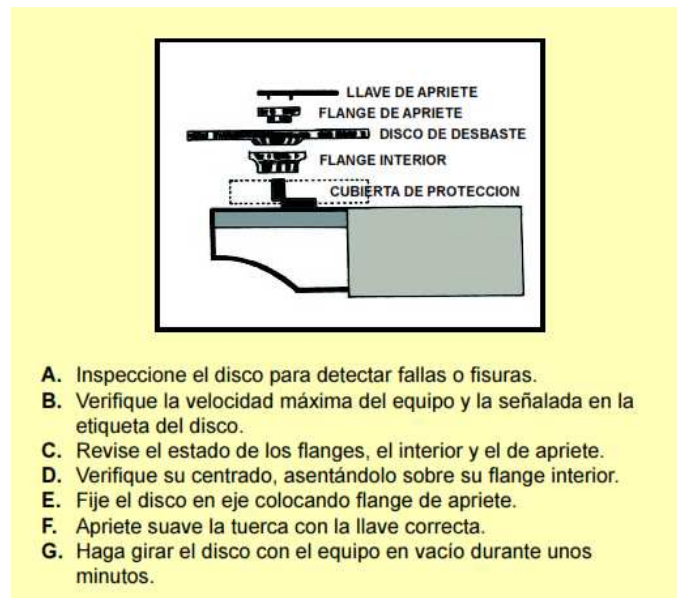 LLAVE DE APRIETE
FLANGE DE APRIETE
DISCO DE DESBASTE
FLANGE INTERIOR
CUBIERTA DE PROTECCION
A. Inspeccione el disco para detectar fallas o fisuras.
B. Verifique la velocidad máxima del equipo y la señalada en la
etiqueta del disco.
C. Revise el estado de los flanges, el interior y el de apriete.
D. Verifique su centrado, asentándolo sobre su flange interior.
E. Fije el disco en eje colocando flange de apriete.
F. Apriete suave la tuerca con la llave correcta.
G. Haga girar el disco con el equipo en vacío durante unos
minutos.